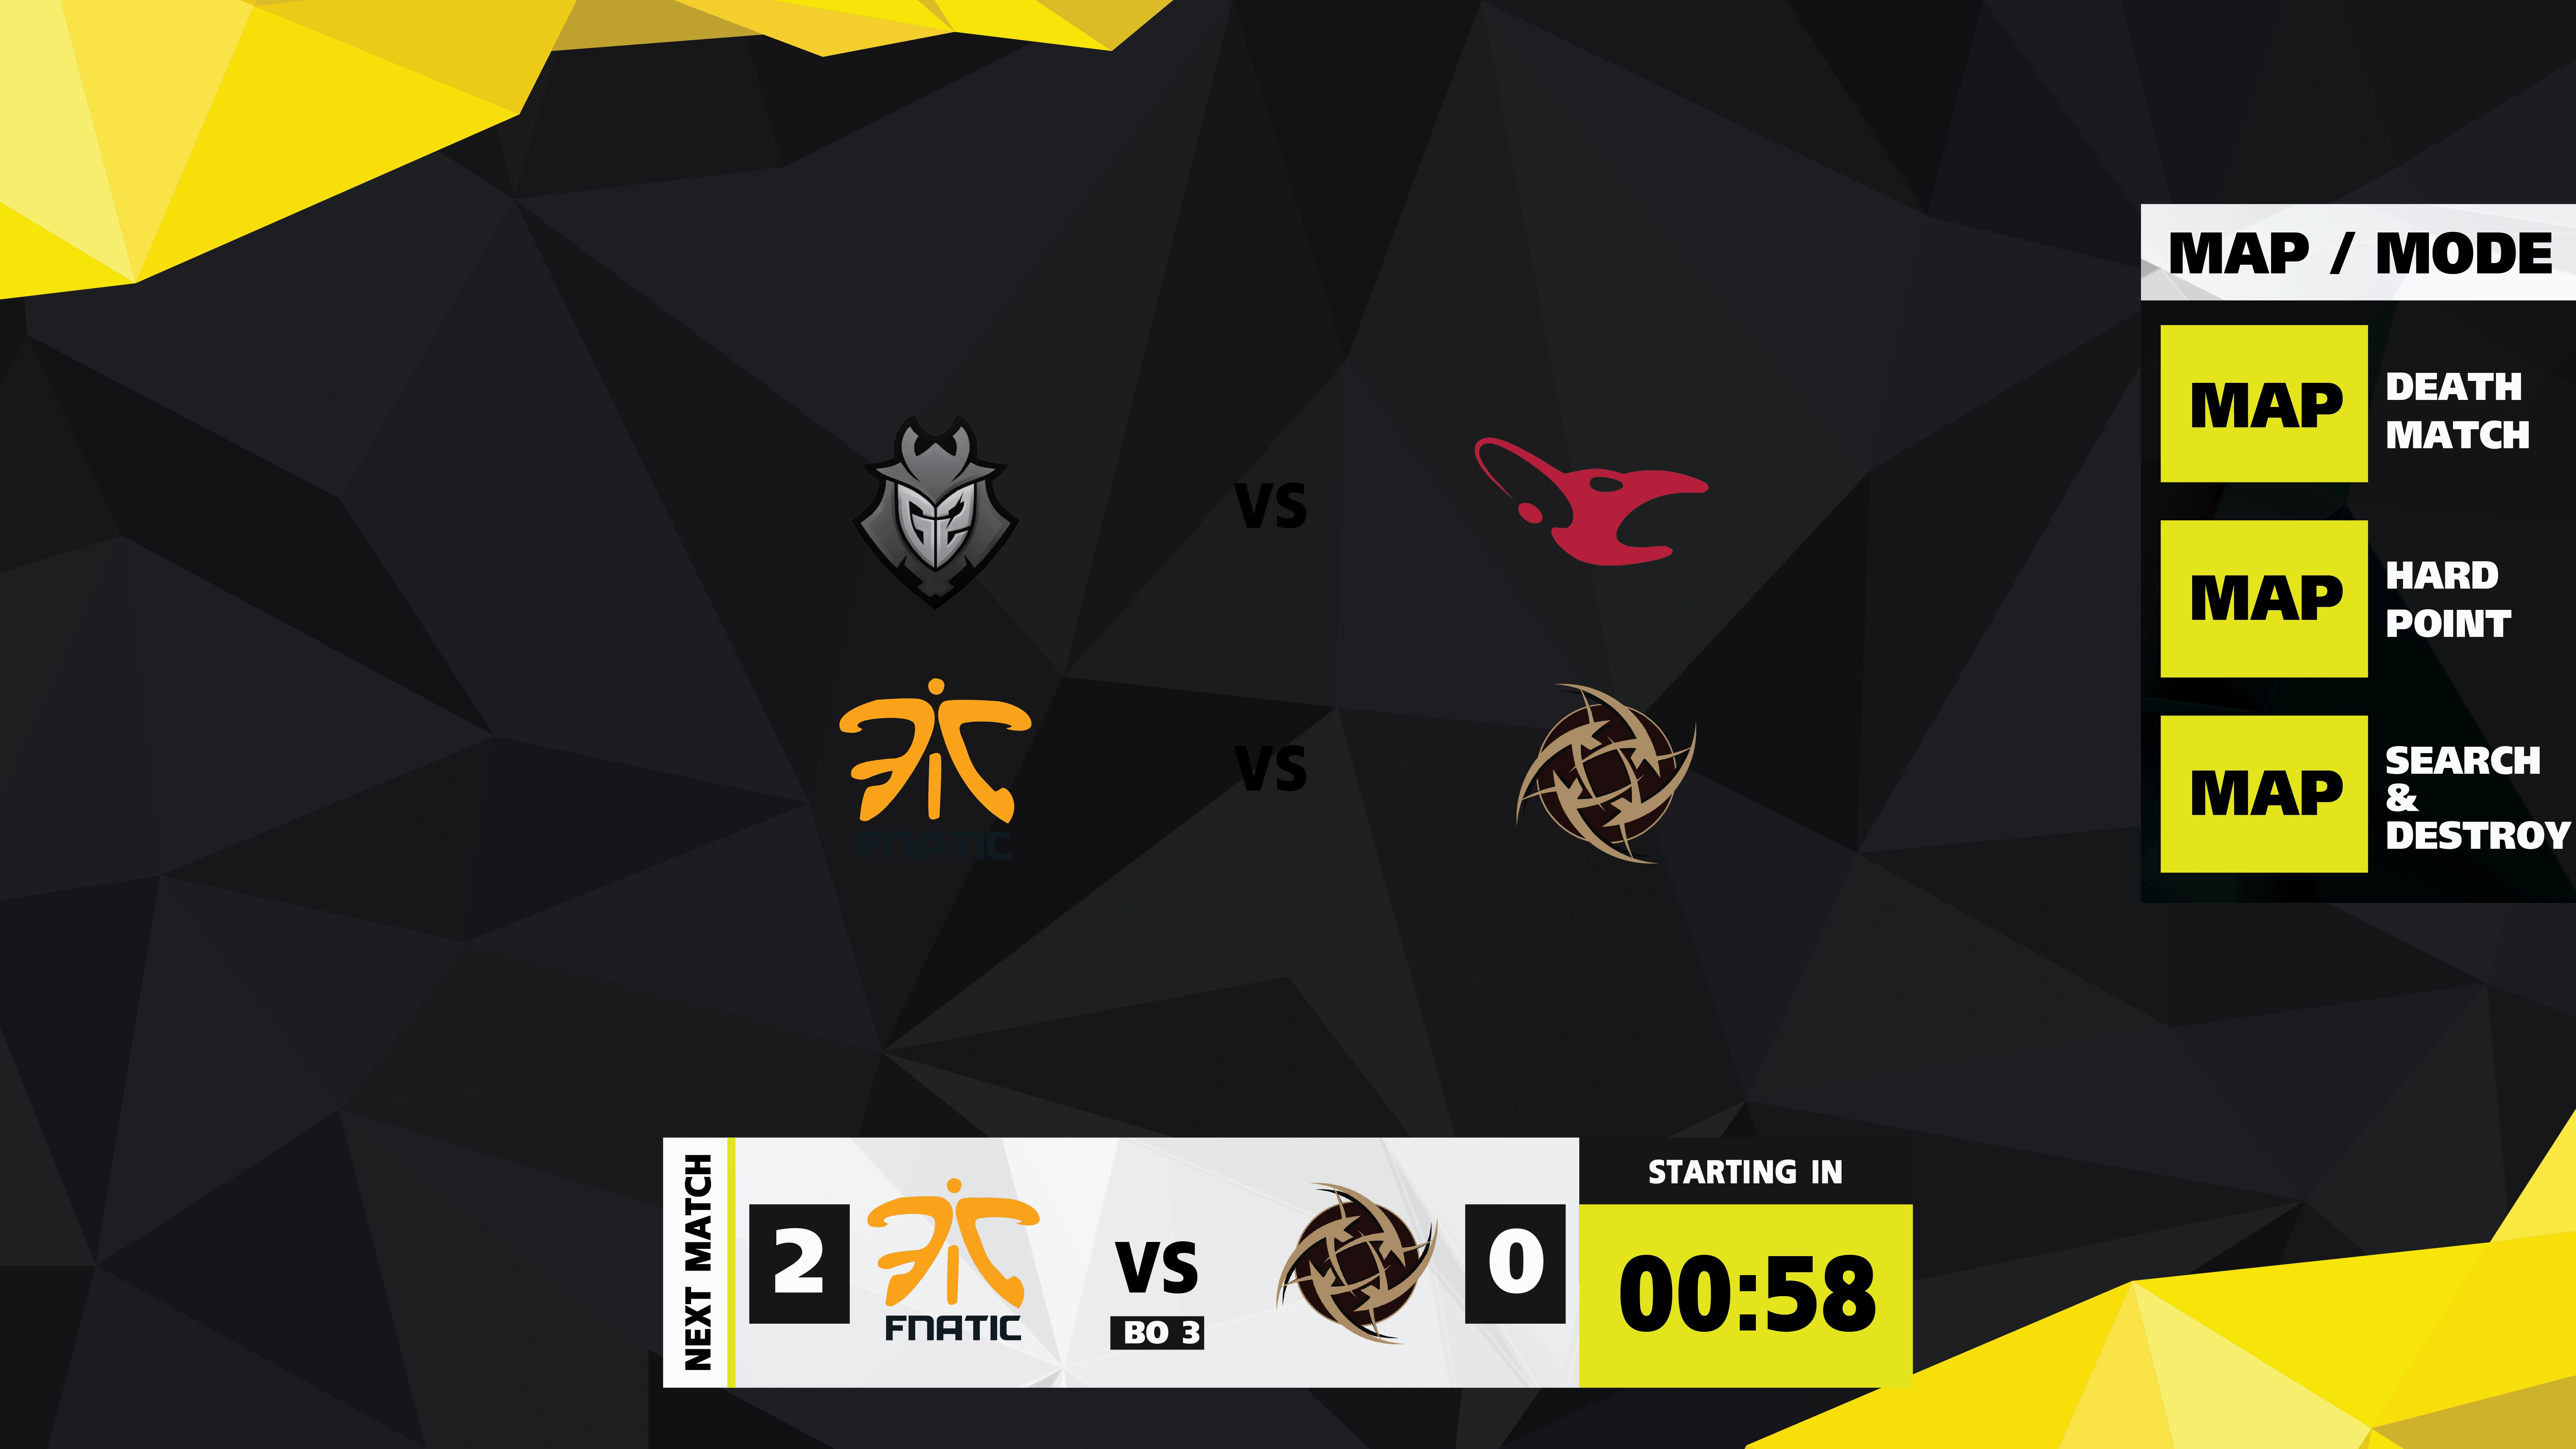 MAP / MODE
MAP
DEATH
MATCH
VS
MAP
HARD
POINT
VS
FNATIC
MAP
SEARCH
&
DESTROY
NEXT MATCH
2
FNATIC
VS
BO 3
0
STARTING IN
00:58